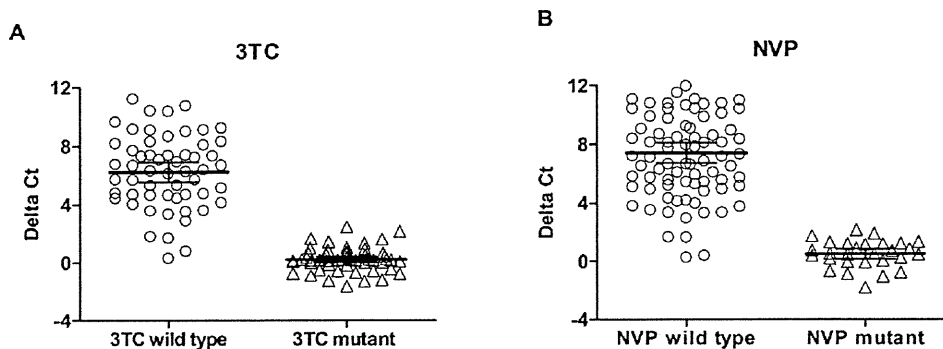 A
3TC
Delta Ct
12
8
4
0
-4
3TC wild type
3TC mutant
B
NVP
Delta Ct
12
8
4
0
-4
NVP wild type
NVP mutant